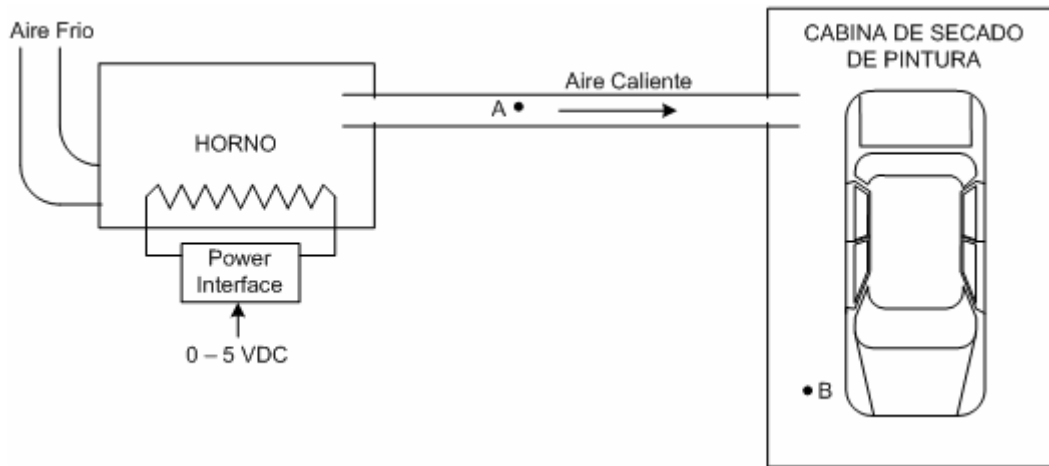 Aire Frio
HORNO
Power
Interface
0 – 5 VDC
A
Aire Caliente
CABINA DE SECADO
DE PINTURA
B